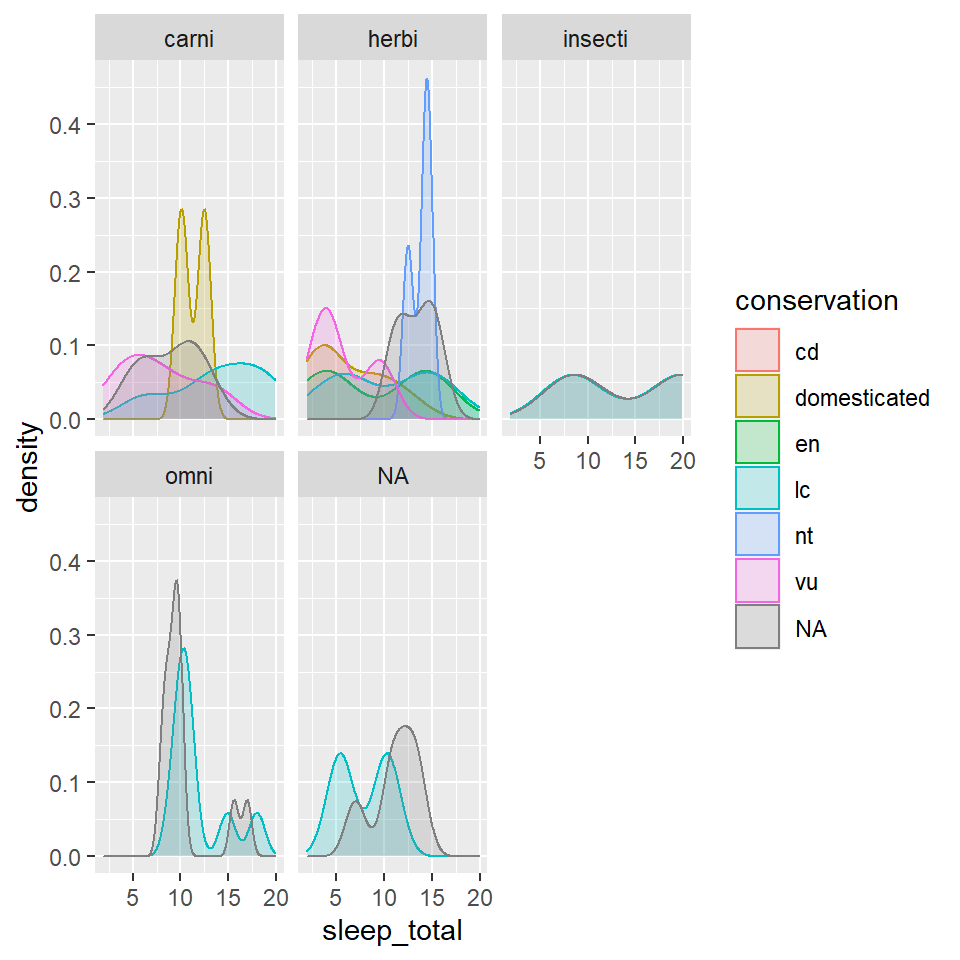 carni
herbi
insecti
0.4
0.3
0.2
0.1
0.0
5 10 15 20
omni
NA
0.4
0.3
0.2
0.1
0.0
5 10 15 20
5 10 15 20
density
sleep_total
conservation
cd
domesticated
en
lc
nt
vu
NA